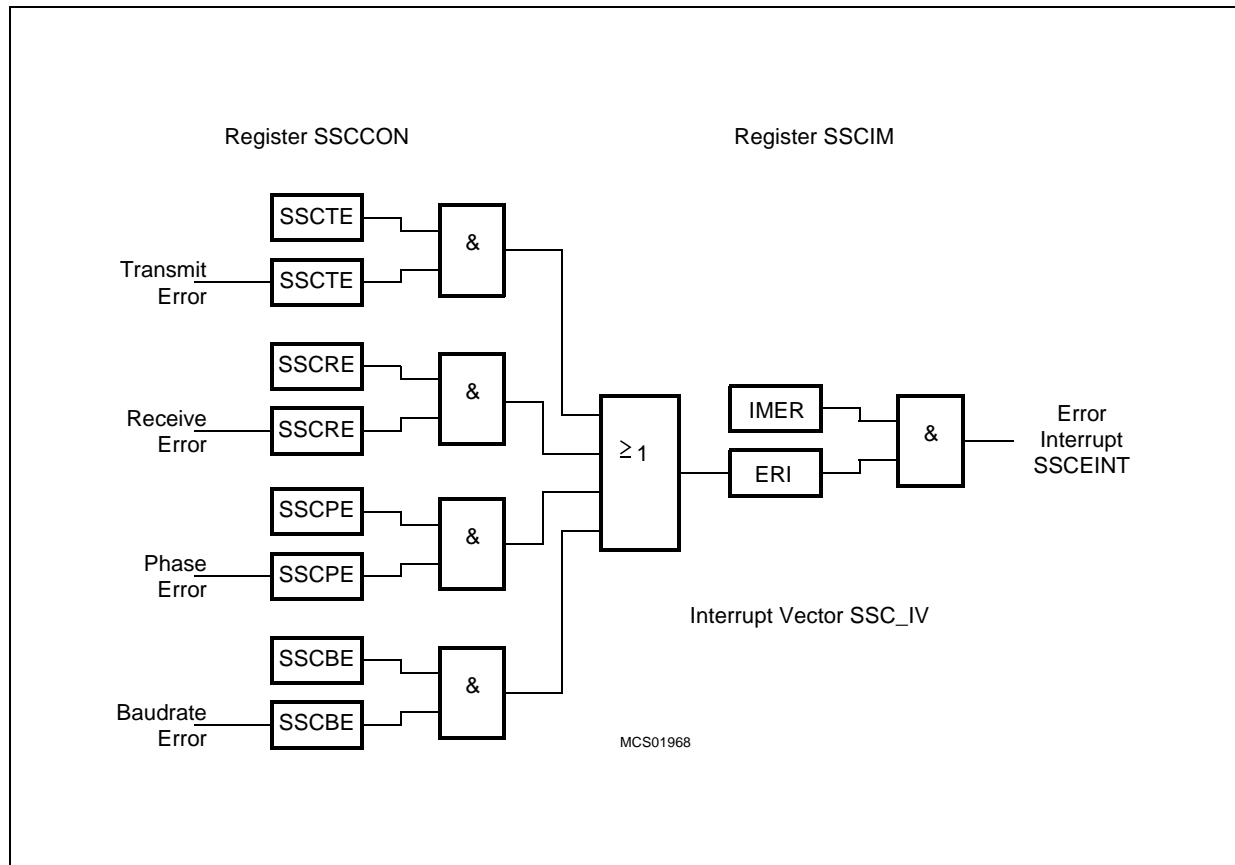 Register SSCCON
Register SSCIM
SSCTE
&
Transmit
Error
SSCTE
SSCRE
&
Receive
Error
SSCRE
≥ 1
IMER
&
Error
Interrupt
SSCEINT
ERI
SSCPE
&
Phase
Error
SSCPE
Interrupt Vector SSC_IV
SSCBE
&
Baudrate
Error
SSCBE
MCS01968